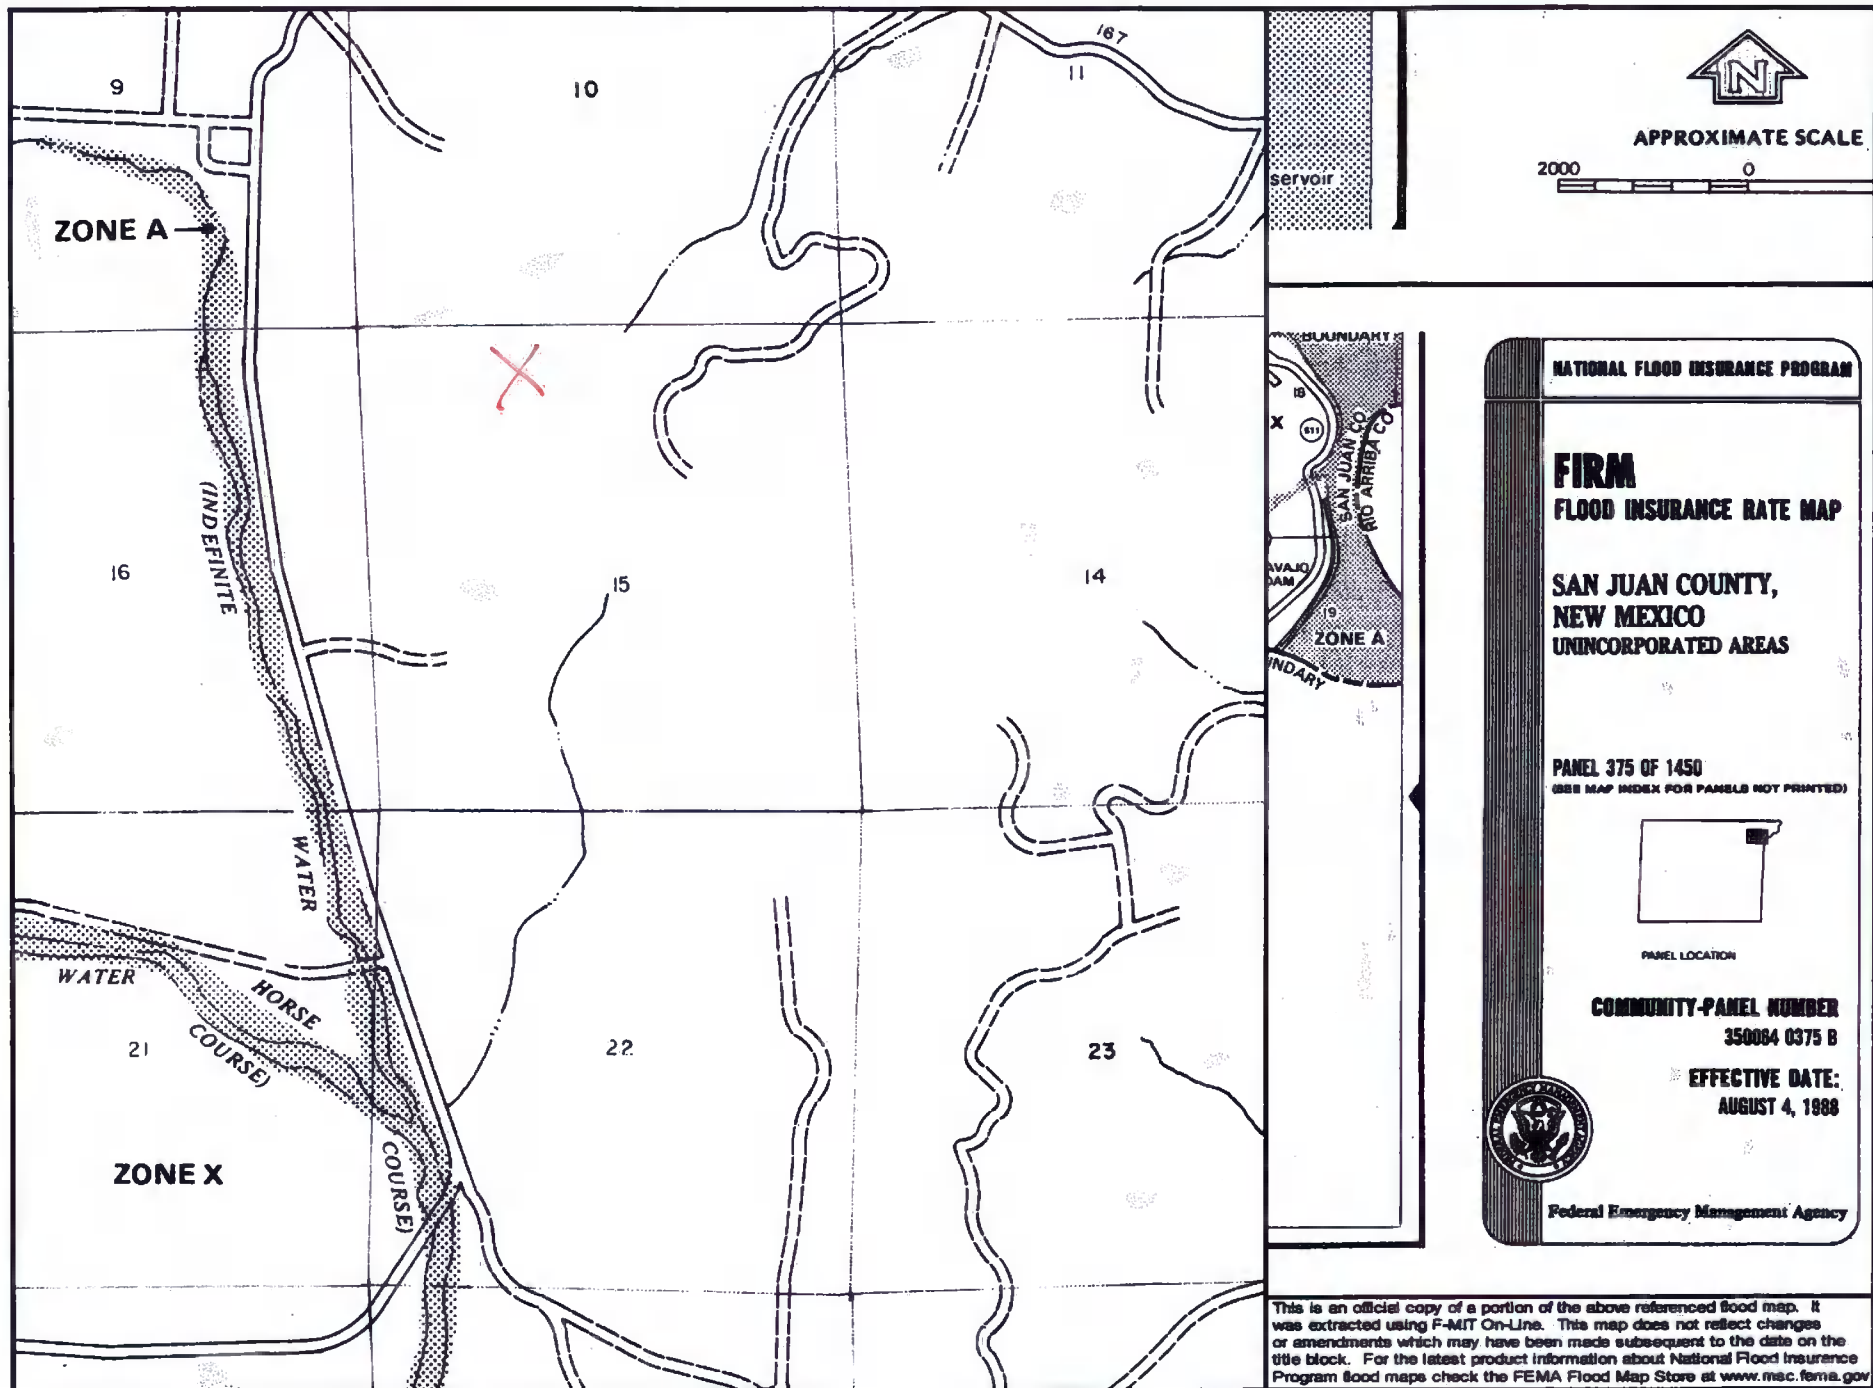 167
9
10
11
ZONE A
16
15
14
(INDEFINITE
WATER
WATER
HORSE
COURSE)
21
22
23
ZONE X
COURSE)
servoir
N
APPROXIMATE SCALE
2000 0
BOUNDARY
18
X
511
SAN JUAN CO
RIO ARRIBA CO
AVAJO
DAM
19
ZONE A
NDARY
NATIONAL FLOOD INSURANCE PROGRAM
FIRM
FLOOD INSURANCE RATE MAP
SAN JUAN COUNTY,
NEW MEXICO
UNINCORPORATED AREAS
PANEL 375 OF 1450
(SEE MAP INDEX FOR PANELS NOT PRINTED)
PANEL LOCATION
COMMUNITY-PANEL NUMBER
350064 0375 B
EFFECTIVE DATE:
AUGUST 4, 1988
Federal Emergency Management Agency
This is an official copy of a portion of the above referenced flood map. It
was extracted using F-MIT On-Line. This map does not reflect changes
or amendments which may have been made subsequent to the date on the
title block. For the latest product information about National Flood Insurance
Program flood maps check the FEMA Flood Map Store at www.msc.fema.gov